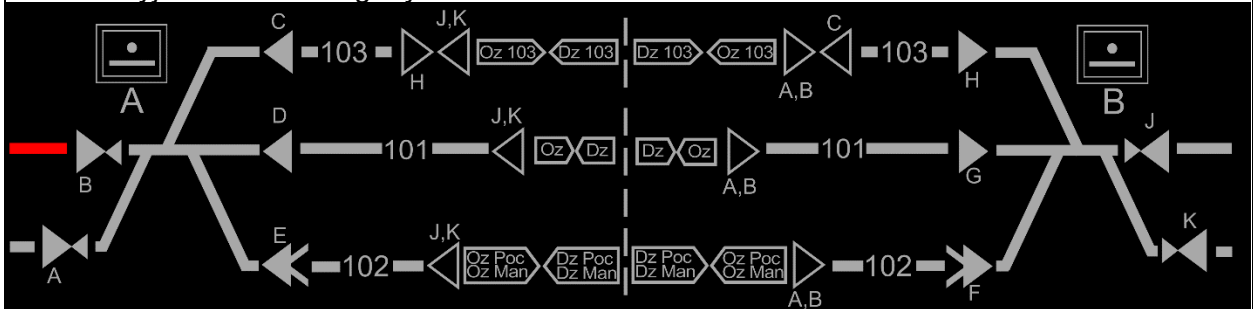 C J,K C
103 Oz 103 Dz 103 Dz 103 Oz 103 103
H A,B H
A B
D J,K J
101 Oz Dz Dz Oz 101
B A,B G
E J,K K
102 Oz Poc Dz Poc Dz Poc Oz Poc 102
Oz Man Dz Man Dz Man Oz Man
A A,B F